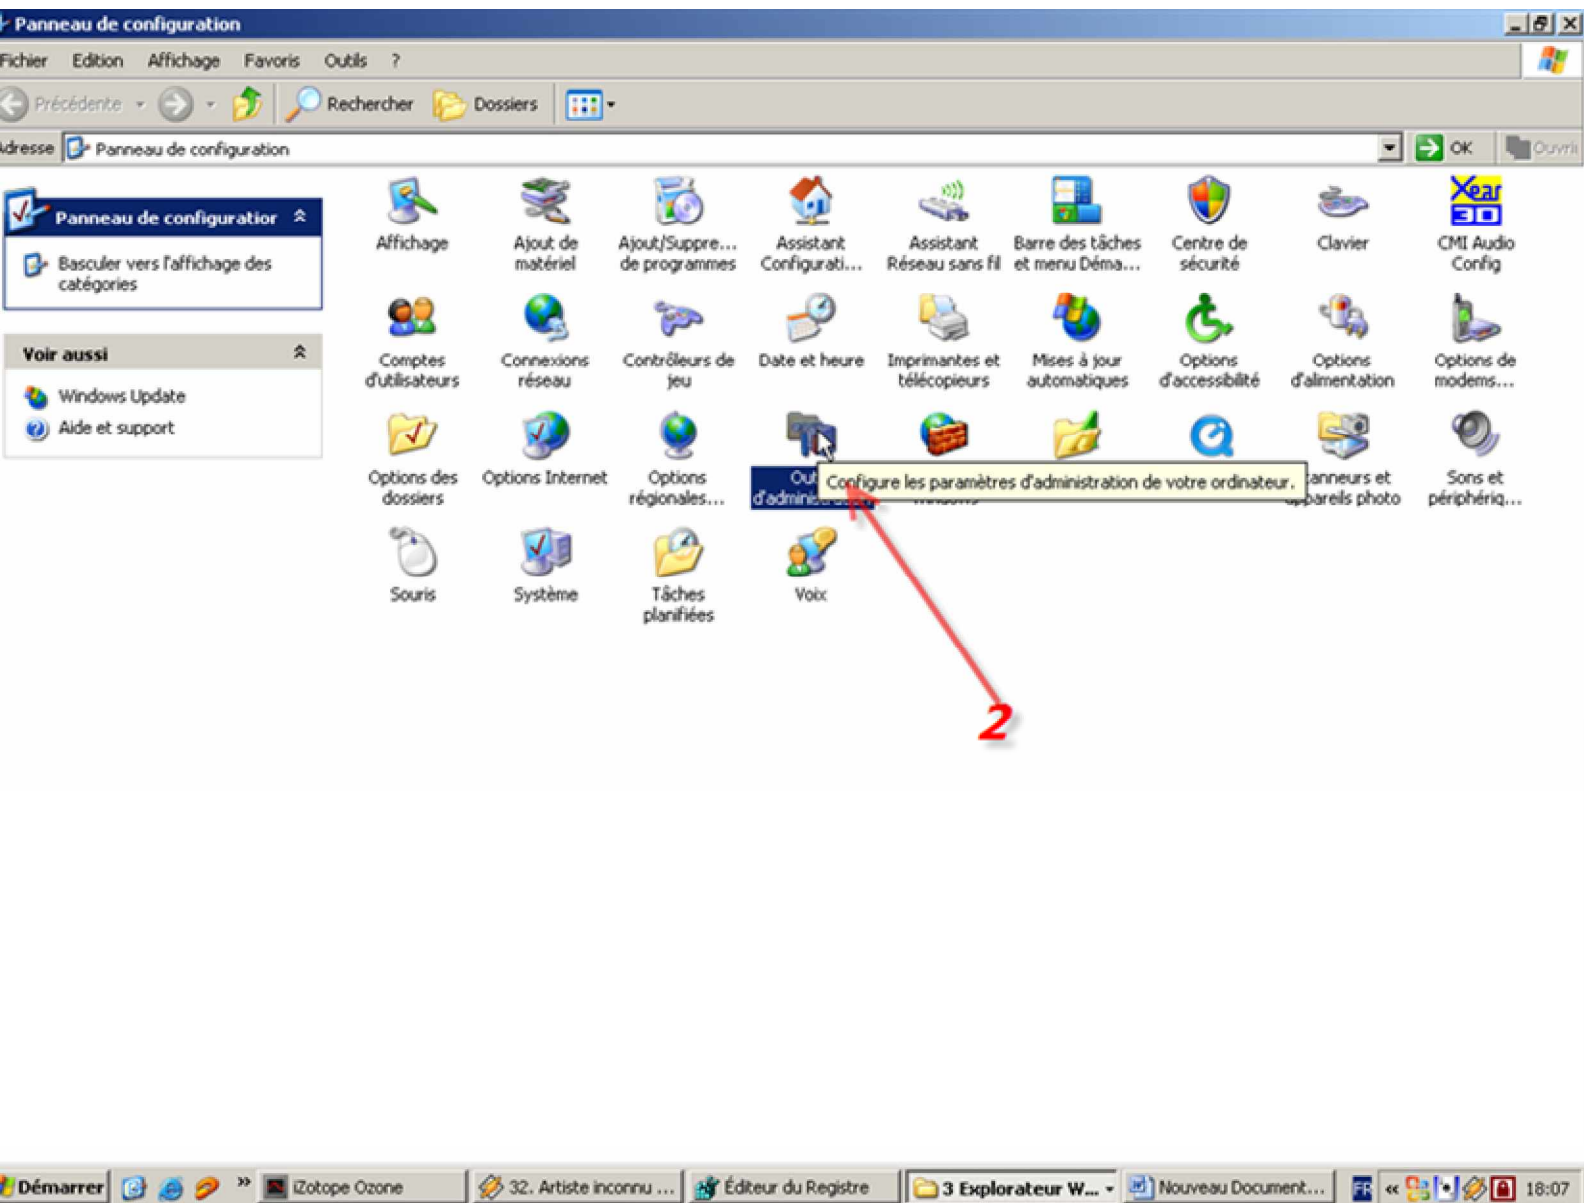 Panneau de configuration
Fichier Edition Affichage Favoris Outils ?
Précédente Rechercher Dossiers
Adresse Panneau de configuration OK Ouvrir
Panneau de configuration
Basculer vers l'affichage des
catégories
Voir aussi
Windows Update
Aide et support
Affichage
Ajout de
matériel
Ajout/Suppre...
de programmes
Assistant
Configurati...
Assistant
Réseau sans fil
Barre des tâches
et menu Déma...
Centre de
sécurité
Clavier
Xear
3D
CMI Audio
Config
Comptes
d'utilisateurs
Connexions
réseau
Contrôleurs de
jeu
Date et heure
Imprimantes et
télécopieurs
Mises à jour
automatiques
Options
d'accessibilité
Options
d'alimentation
Options de
modems...
Options des
dossiers
Options Internet
Options
régionales...
Configure les paramètres d'administration de votre ordinateur.
Sons et
périphériq...
Souris
Système
Tâches
planifiées
Voix
2
Démarrer » iZotope Ozone 32. Artiste inconnu ... Éditeur du Registre 3 Explorateur W... Nouveau Document... FR « 18:07